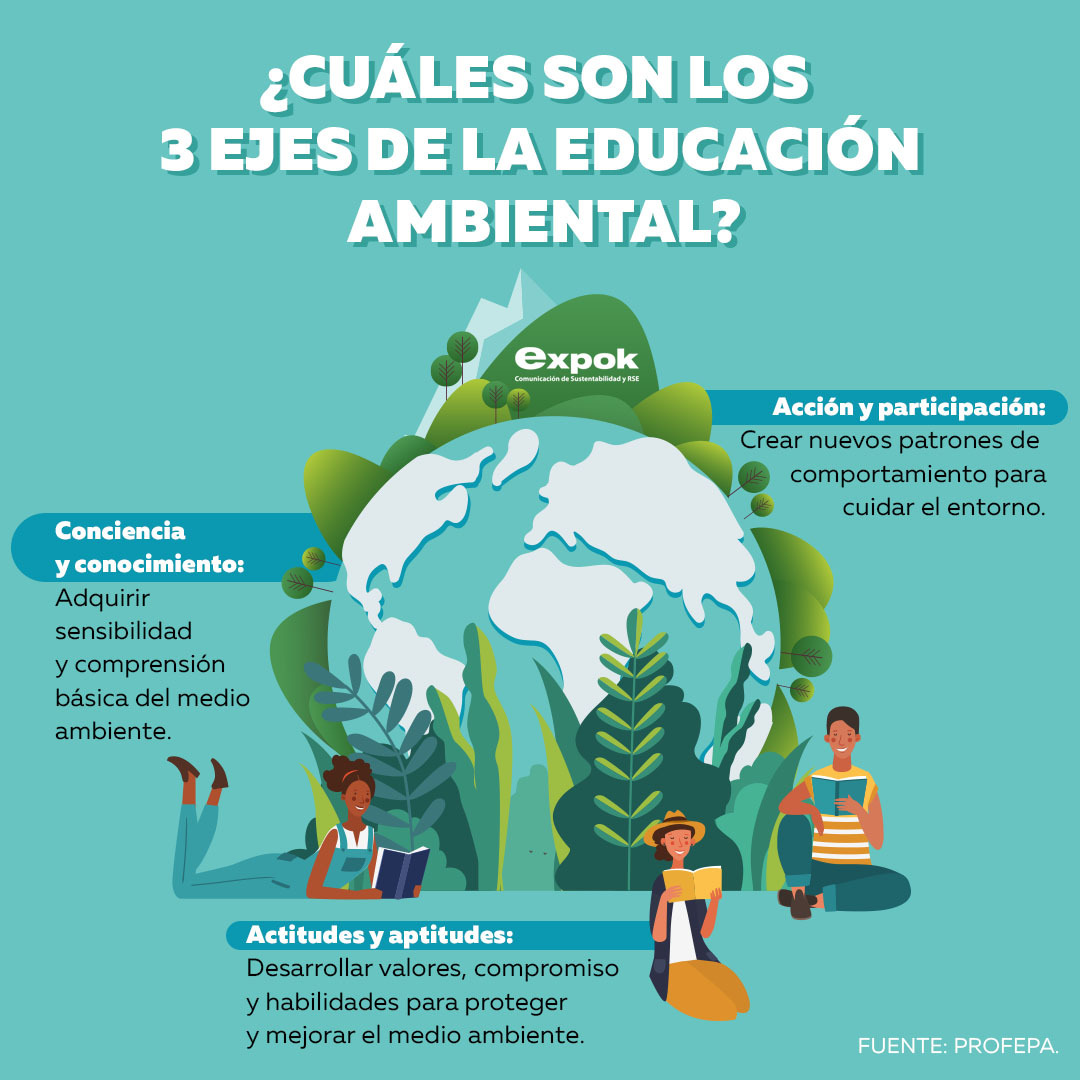 ¿CUÁLES SON LOS
3 EJES DE LA EDUCACIÓN
AMBIENTAL?
expok
Comunicación de Sustentabilidad y RSE
Acción y participación:
Crear nuevos patrones de
comportamiento para
cuidar el entorno.
Conciencia
y conocimiento:
Adquirir
sensibilidad
y comprensión
básica del medio
ambiente.
Actitudes y aptitudes:
Desarrollar valores, compromiso
y habilidades para proteger
y mejorar el medio ambiente.
FUENTE: PROFEPA.